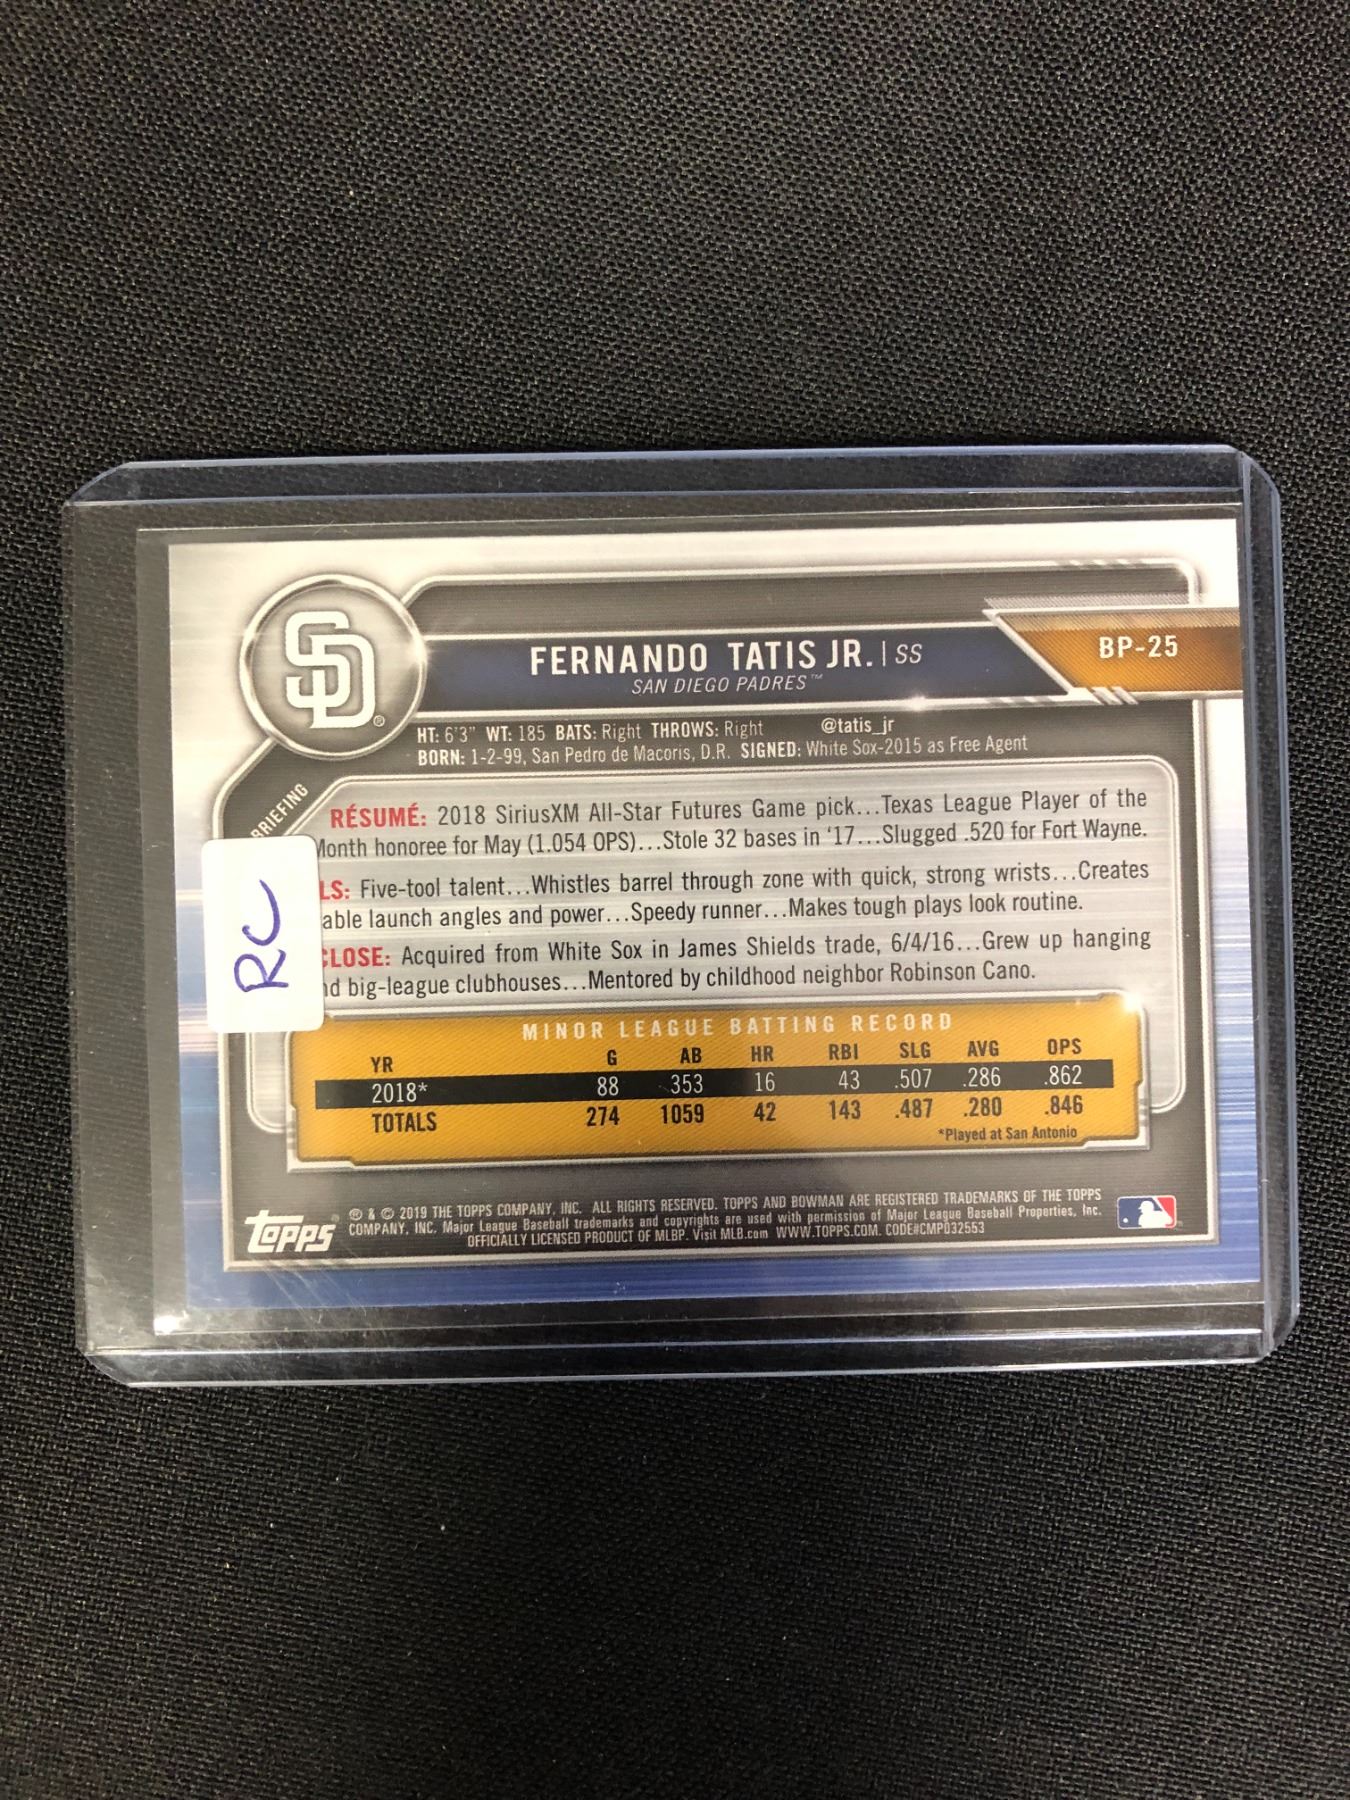 SD
FERNANDO TATIS JR. | SS
SAN DIEGO PADRES™
BP-25
HT: 6'3" WT: 185 BATS: Right THROWS: Right @tatis_jr
BORN: 1-2-99, San Pedro de Macoris, D.R. SIGNED: White Sox-2015 as Free Agent
BRIEFING
RÉSUMÉ: 2018 SiriusXM All-Star Futures Game pick...Texas League Player of the
Month honoree for May (1.054 OPS)...Stole 32 bases in '17...Slugged .520 for Fort Wayne.
LS: Five-tool talent...Whistles barrel through zone with quick, strong wrists...Creates
able launch angles and power...Speedy runner...Makes tough plays look routine.
CLOSE: Acquired from White Sox in James Shields trade, 6/4/16...Grew up hanging
nd big-league clubhouses...Mentored by childhood neighbor Robinson Cano.
RC
MINOR LEAGUE BATTING RECORD
YR G AB HR RBI SLG AVG OPS
2018* 88 353 16 43 .507 .286 .862
TOTALS 274 1059 42 143 .487 .280 .846
*Played at San Antonio
topps
® & © 2019 THE TOPPS COMPANY, INC. ALL RIGHTS RESERVED. TOPPS AND BOWMAN ARE REGISTERED TRADEMARKS OF THE TOPPS
COMPANY, INC. Major League Baseball trademarks and copyrights are used with permission of Major League Baseball Properties, Inc.
OFFICIALLY LICENSED PRODUCT OF MLBP. Visit MLB.com WWW.TOPPS.COM. CODE#CMP032553